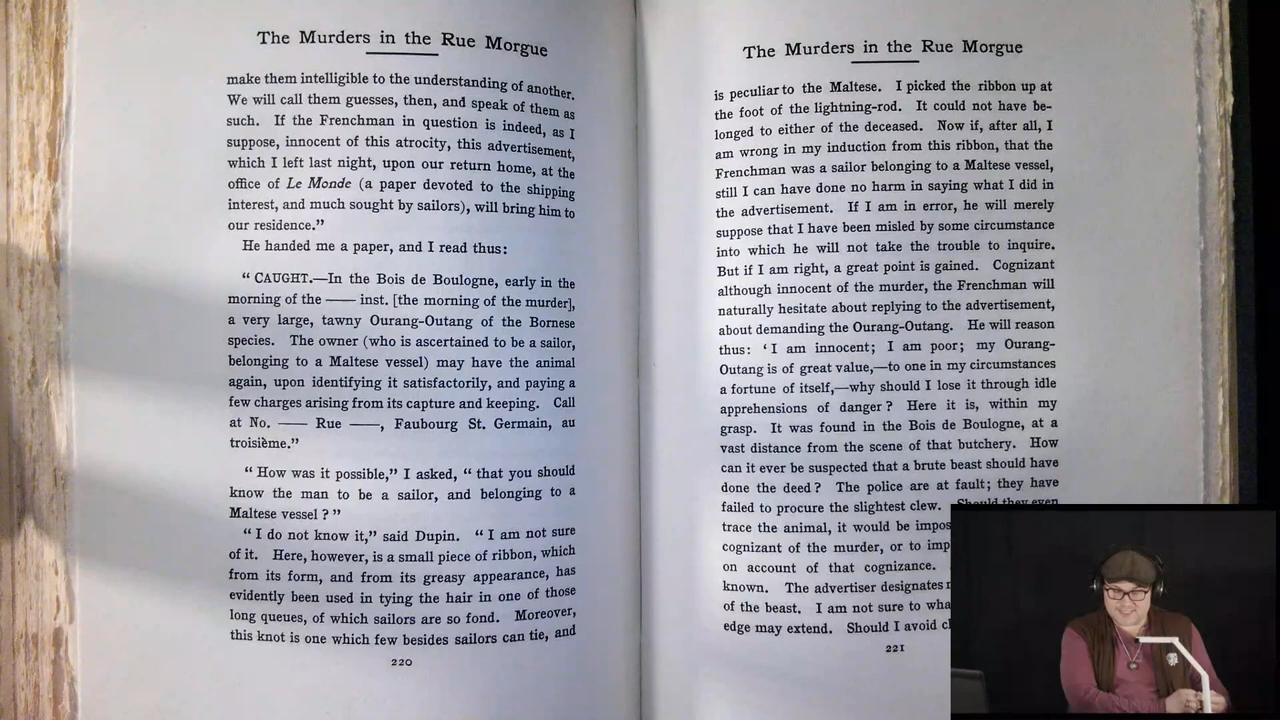 The Murders in the Rue Morgue
make them intelligible to the understanding of another.
We will call them guesses, then, and speak of them as
such. If the Frenchman in question is indeed, as I
suppose, innocent of this atrocity, this advertisement,
which I left last night, upon our return home, at the
office of Le Monde (a paper devoted to the shipping
interest, and much sought by sailors), will bring him to
our residence.”
He handed me a paper, and I read thus:
“ CAUGHT.—In the Bois de Boulogne, early in the
morning of the —— inst. [the morning of the murder],
a very large, tawny Ourang-Outang of the Bornese
species. The owner (who is ascertained to be a sailor,
belonging to a Maltese vessel) may have the animal
again, upon identifying it satisfactorily, and paying a
few charges arising from its capture and keeping. Call
at No. —— Rue ——, Faubourg St. Germain, au
troisième.”
“ How was it possible,” I asked, “ that you should
know the man to be a sailor, and belonging to a
Maltese vessel ? ”
“ I do not know it,” said Dupin. “ I am not sure
of it. Here, however, is a small piece of ribbon, which
from its form, and from its greasy appearance, has
evidently been used in tying the hair in one of those
long queues, of which sailors are so fond. Moreover,
this knot is one which few besides sailors can tie, and
220
The Murders in the Rue Morgue
is peculiar to the Maltese. I picked the ribbon up at
the foot of the lightning-rod. It could not have be-
longed to either of the deceased. Now if, after all, I
am wrong in my induction from this ribbon, that the
Frenchman was a sailor belonging to a Maltese vessel,
still I can have done no harm in saying what I did in
the advertisement. If I am in error, he will merely
suppose that I have been misled by some circumstance
into which he will not take the trouble to inquire.
But if I am right, a great point is gained. Cognizant
although innocent of the murder, the Frenchman will
naturally hesitate about replying to the advertisement,
about demanding the Ourang-Outang. He will reason
thus: ‘ I am innocent; I am poor; my Ourang-
Outang is of great value,—to one in my circumstances
a fortune of itself,—why should I lose it through idle
apprehensions of danger ? Here it is, within my
grasp. It was found in the Bois de Boulogne, at a
vast distance from the scene of that butchery. How
can it ever be suspected that a brute beast should have
done the deed ? The police are at fault; they have
failed to procure the slightest clew. Should they even
trace the animal, it would be
cognizant of the murder, or to
on account of that cognizance.
known. The advertiser designates
of the beast. I am not sure to
edge may extend. Should I avoid
221